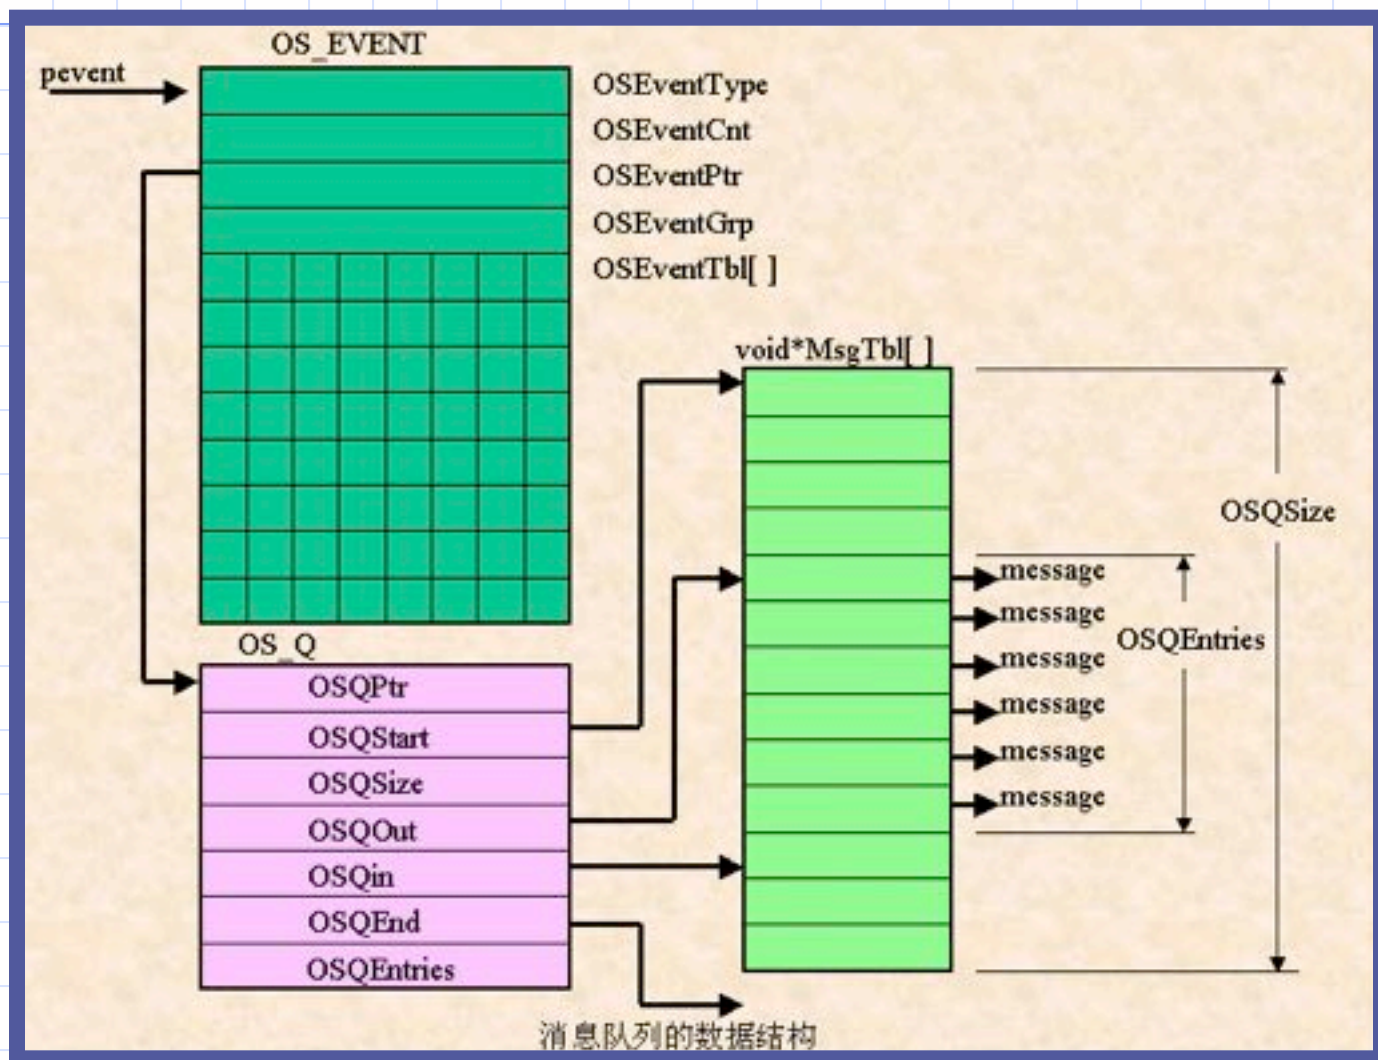 OS_EVENT
pevent
OSEventType
OSEventCnt
OSEventPtr
OSEventGrp
OSEventTbl[ ]
void*MsgTbl[ ]
OSQSize
message
message
message
message
message
message
OSQEntries
OS_Q
OSQPtr
OSQStart
OSQSize
OSQOut
OSQin
OSQEnd
OSQEntries
消息队列的数据结构